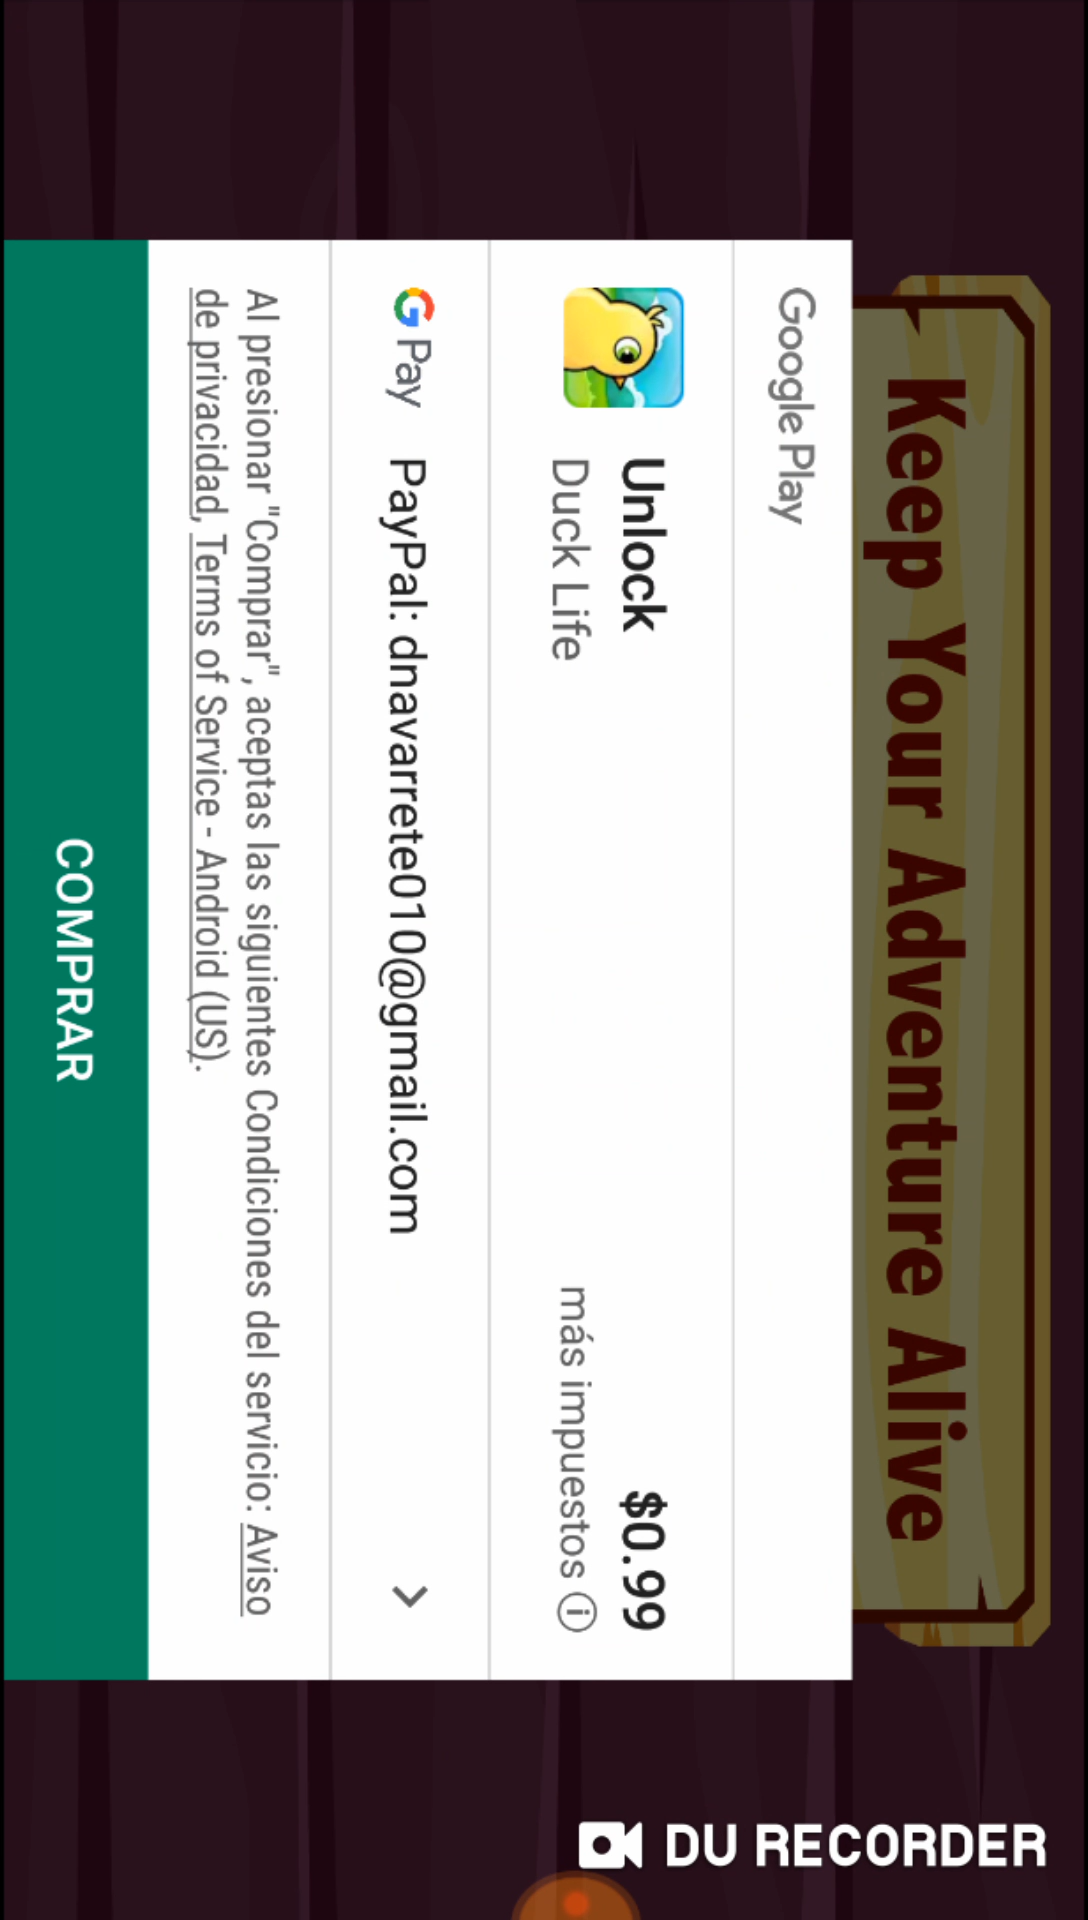 Keep Your Adventure Alive
Google Play
Unlock
$0.99
Duck Life
más impuestos
G Pay
PayPal: dnavarrete010@gmail.com
Al presionar "Comprar", aceptas las siguientes Condiciones del servicio: Aviso
de privacidad, Terms of Service - Android (US).
COMPRAR
DU RECORDER